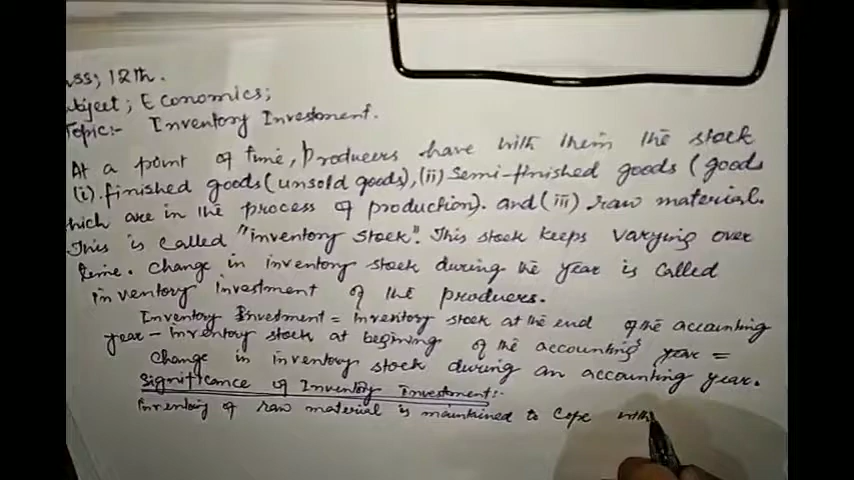 ass; 12th.
ubject; Economics;
Topic:- Inventory Investment.
At a point of time, Producers have with them the stock
(i). finished goods (unsold goods), (ii) Semi-finished goods (goods
which are in the process of production). and (iii) raw material.
This is called "inventory stock". This stock keeps varying over
time. Change in inventory stock during the year is called
inventory investment of the producers.
Inventory Investment = Inventory stock at the end of the accounting
year - Inventory stock at begining of the accounting year =
Change in inventory stock during an accounting year.
Significance of Inventory Investment:-
of raw material is maintained to Cope with